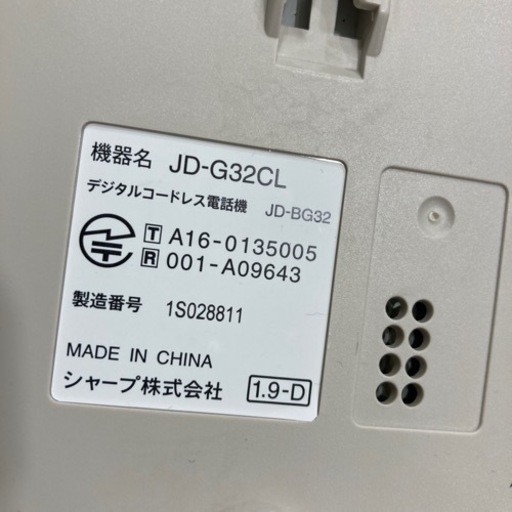 機器名 JD-G32CL
デジタルコードレス電話機 JD-BG32
T A16-0135005
R 001-A09643
製造番号 1S028811
MADE IN CHINA
シャープ株式会社 1.9-D